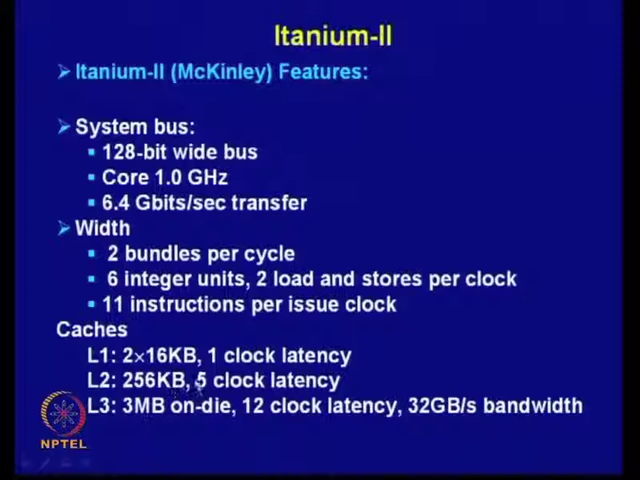 Itanium-II
Itanium-II (McKinley) Features:
System bus:
128-bit wide bus
Core 1.0 GHz
6.4 Gbits/sec transfer
Width
2 bundles per cycle
6 integer units, 2 load and stores per clock
11 instructions per issue clock
Caches
L1: 2×16KB, 1 clock latency
L2: 256KB, 5 clock latency
L3: 3MB on-die, 12 clock latency, 32GB/s bandwidth
NPTEL